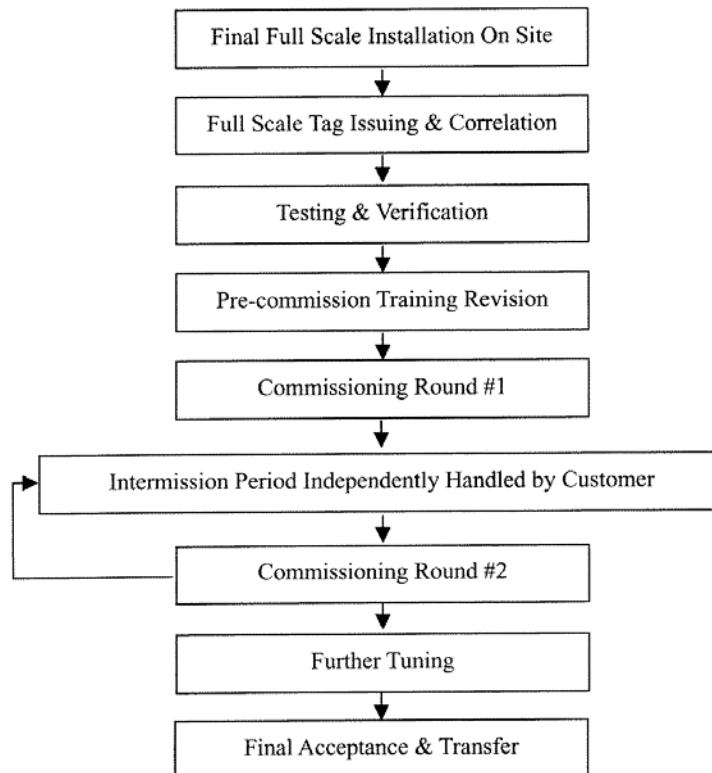 Final Full Scale Installation On Site
Full Scale Tag Issuing & Correlation
Testing & Verification
Pre-commission Training Revision
Commissioning Round #1
Intermission Period Independently Handled by Customer
Commissioning Round #2
Further Tuning
Final Acceptance & Transfer